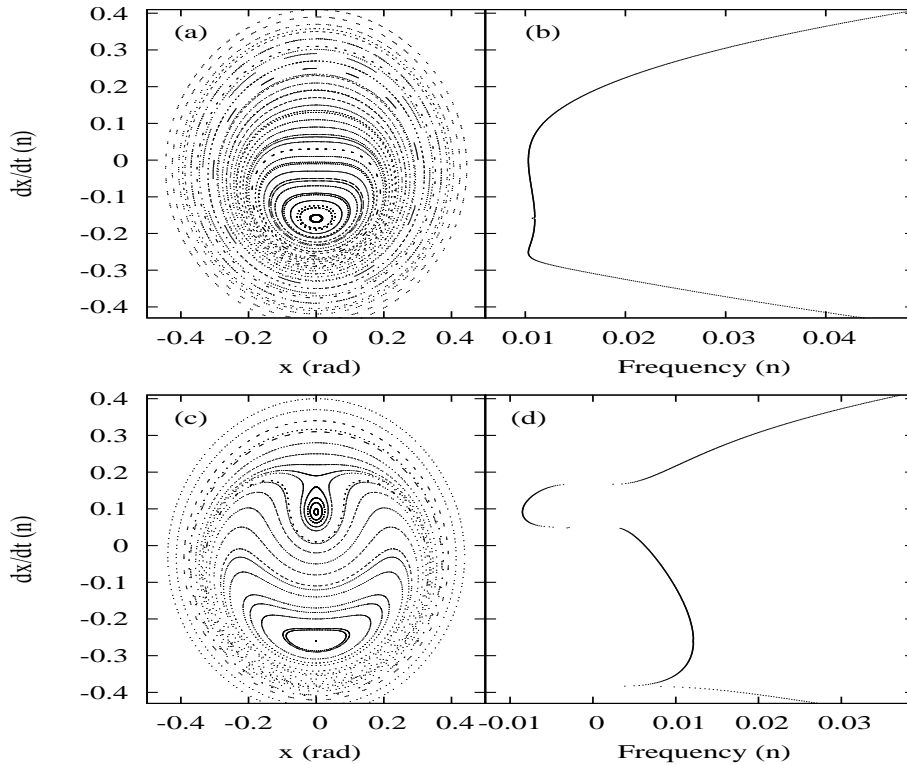 (a)
(b)
dx/dt (n)
0.4
0.3
0.2
0.1
0
-0.1
-0.2
-0.3
-0.4
-0.4 -0.2 0 0.2 0.4
x (rad)
0.01 0.02 0.03 0.04
Frequency (n)
(c)
(d)
dx/dt (n)
0.4
0.3
0.2
0.1
0
-0.1
-0.2
-0.3
-0.4
-0.4 -0.2 0 0.2 0.4
x (rad)
-0.01 0 0.01 0.02 0.03
Frequency (n)